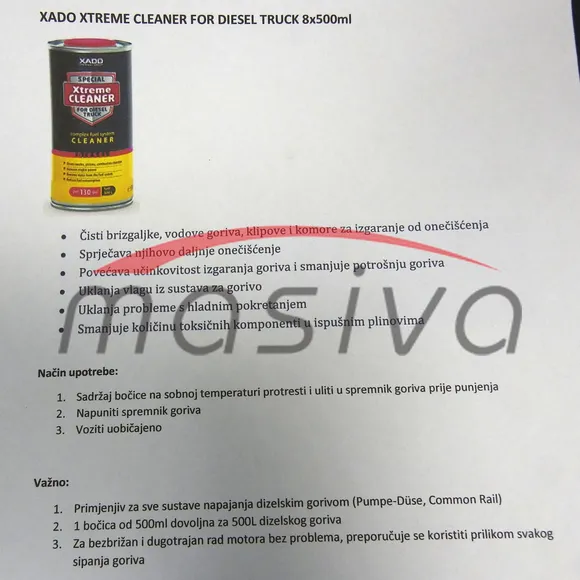 XADO XTREME CLEANER FOR DIESEL TRUCK 8x500ml
XADO
SPECIAL
Xtreme
CLEANER
FOR DIESEL
TRUCK
complex fuel system
CLEANER
DIESEL
110
• Čisti brizgaljke, vodove goriva, klipove i komore za izgaranje od onečišćenja
• Sprječava njihovo daljnje onečišćenje
• Povećava učinkovitost izgaranja goriva i smanjuje potrošnju goriva
• Uklanja vlagu iz sustava za gorivo
• Uklanja probleme s hladnim pokretanjem
• Smanjuje količinu toksičnih komponenti u ispušnim plinovima
masiva
Način upotrebe:
1. Sadržaj bočice na sobnoj temperaturi protresti i uliti u spremnik goriva prije punjenja
2. Napuniti spremnik goriva
3. Voziti uobičajeno
Važno:
1. Primjenjiv za sve sustave napajanja dizelskim gorivom (Pumpe-Düse, Common Rail)
2. 1 bočica od 500ml dovoljna za 500L dizelskog goriva
3. Za bezbrižan i dugotrajan rad motora bez problema, preporučuje se koristiti prilikom svakog
sipanja goriva